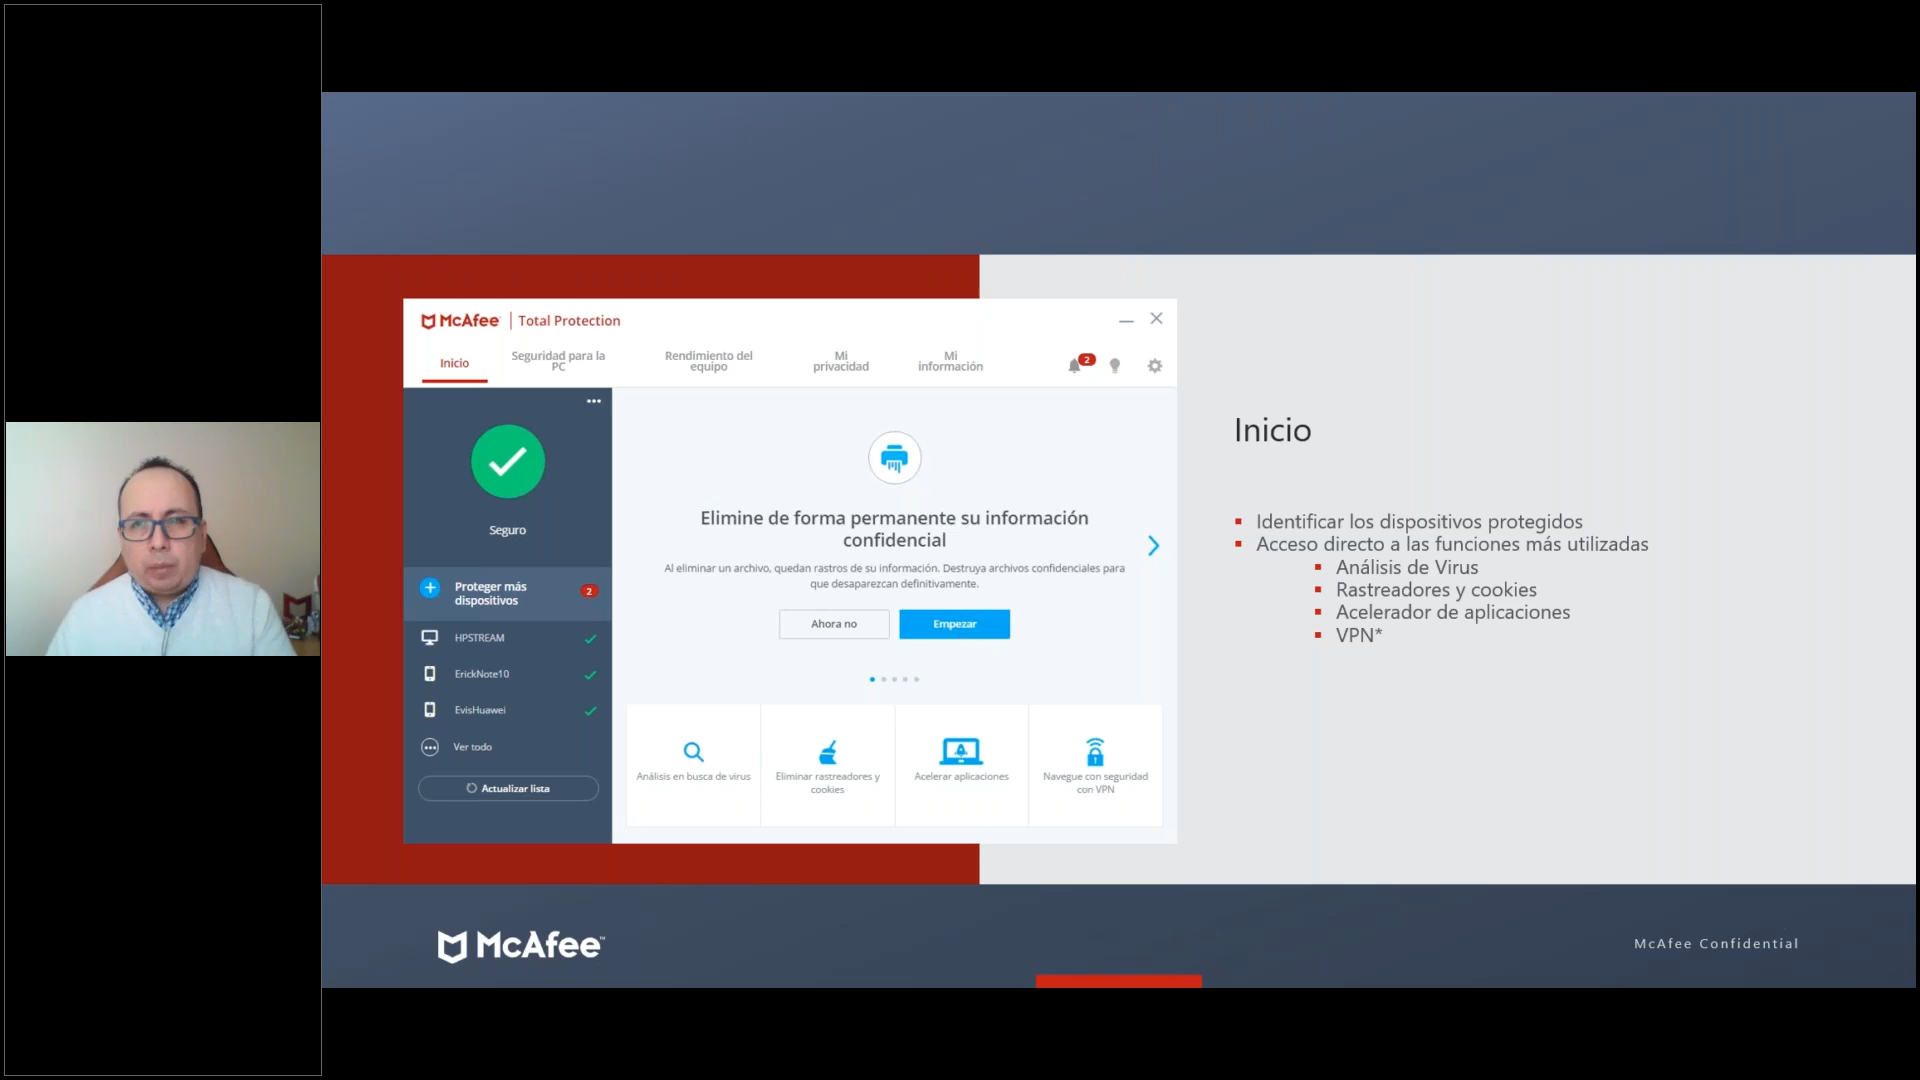 McAfee | Total Protection
Inicio
Seguridad para la
PC
Rendimiento del
equipo
Mi
privacidad
Mi
información
2
Seguro
Proteger más
dispositivos
2
HPSTREAM
ErickNote10
EvisHuawei
Ver todo
Actualizar lista
Elimine de forma permanente su información
confidencial
Al eliminar un archivo, quedan rastros de su información. Destruya archivos confidenciales para
que desaparezcan definitivamente.
Ahora no
Empezar
Análisis en busca de virus
Eliminar rastreadores y
cookies
Acelerar aplicaciones
Navegue con seguridad
con VPN
Inicio
Identificar los dispositivos protegidos
Acceso directo a las funciones más utilizadas
Análisis de Virus
Rastreadores y cookies
Acelerador de aplicaciones
VPN*
McAfee™
McAfee Confidential